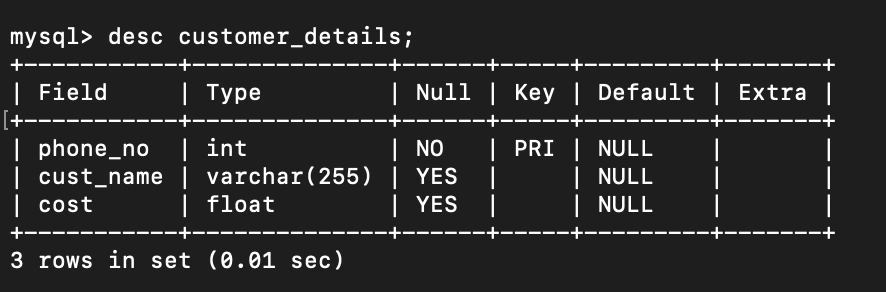 mysql> desc customer_details;
+-----------+--------------+------+-----+---------+-------+
| Field     | Type         | Null | Key | Default | Extra |
+-----------+--------------+------+-----+---------+-------+
| phone_no  | int          | NO   | PRI | NULL    |       |
| cust_name | varchar(255) | YES  |     | NULL    |       |
| cost      | float        | YES  |     | NULL    |       |
+-----------+--------------+------+-----+---------+-------+
3 rows in set (0.01 sec)